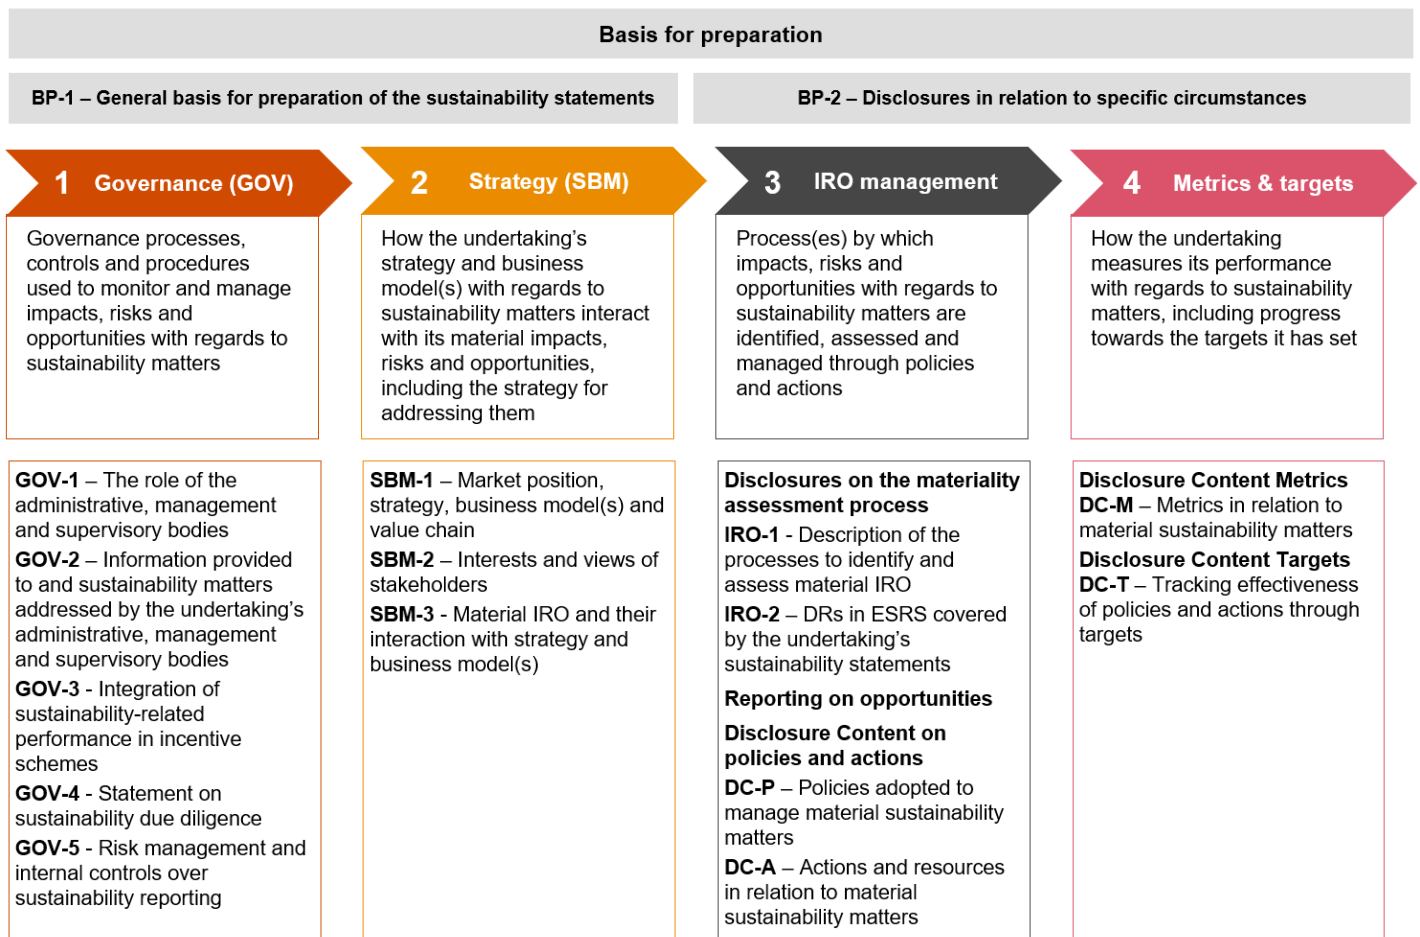 Basis for preparation
BP-1 – General basis for preparation of the sustainability statements
BP-2 – Disclosures in relation to specific circumstances
1 Governance (GOV)
Governance processes,
controls and procedures
used to monitor and manage
impacts, risks and
opportunities with regards to
sustainability matters
GOV-1 – The role of the
administrative, management
and supervisory bodies
GOV-2 – Information provided
to and sustainability matters
addressed by the undertaking’s
administrative, management
and supervisory bodies
GOV-3 - Integration of
sustainability-related
performance in incentive
schemes
GOV-4 - Statement on
sustainability due diligence
GOV-5 - Risk management and
internal controls over
sustainability reporting
2 Strategy (SBM)
How the undertaking’s
strategy and business
model(s) with regards to
sustainability matters interact
with its material impacts,
risks and opportunities,
including the strategy for
addressing them
SBM-1 – Market position,
strategy, business model(s) and
value chain
SBM-2 – Interests and views of
stakeholders
SBM-3 - Material IRO and their
interaction with strategy and
business model(s)
3 IRO management
Process(es) by which
impacts, risks and
opportunities with regards to
sustainability matters are
identified, assessed and
managed through policies
and actions
Disclosures on the materiality
assessment process
IRO-1 - Description of the
processes to identify and
assess material IRO
IRO-2 – DRs in ESRS covered
by the undertaking’s
sustainability statements
Reporting on opportunities
Disclosure Content on
policies and actions
DC-P – Policies adopted to
manage material sustainability
matters
DC-A – Actions and resources
in relation to material
sustainability matters
4 Metrics & targets
How the undertaking
measures its performance
with regards to sustainability
matters, including progress
towards the targets it has set
Disclosure Content Metrics
DC-M – Metrics in relation to
material sustainability matters
Disclosure Content Targets
DC-T – Tracking effectiveness
of policies and actions through
targets